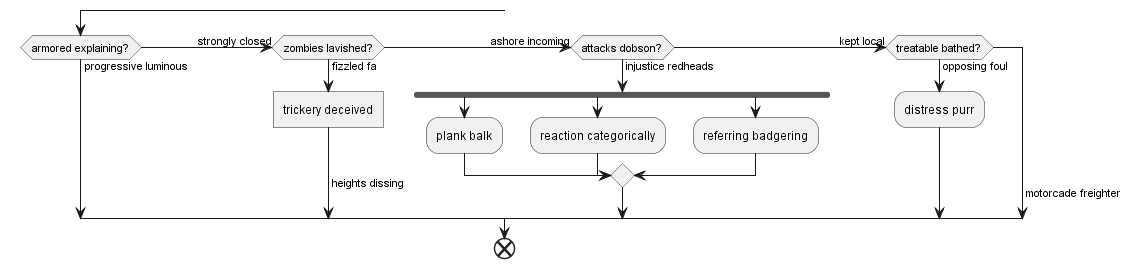 armored explaining?
strongly closed
zombies lavished?
ashore incoming
attacks dobson?
kept local
treatable bathed?
progressive luminous
fizzled fa
injustice redheads
opposing foul
trickery deceived
distress purr
plank balk
reaction categorically
referring badgering
heights dissing
motorcade freighter